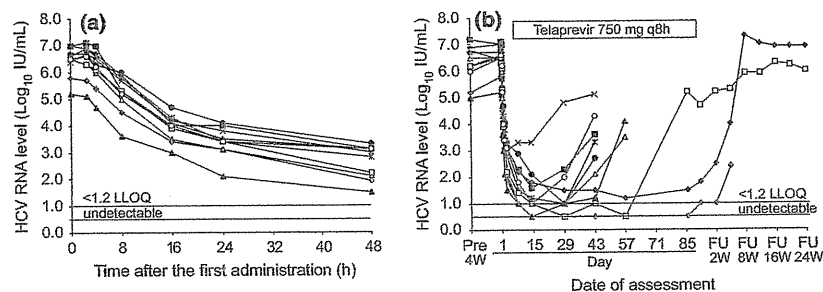 (a)
HCV RNA level (Log10 IU/mL)
8.0
7.0
6.0
5.0
4.0
3.0
2.0
1.0
0.0
<1.2 LLOQ
undetectable
0 8 16 24 48
Time after the first administration (h)
(b)
Telaprevir 750 mg q8h
HCV RNA level (Log10 IU/mL)
8.0
7.0
6.0
5.0
4.0
3.0
2.0
1.0
0.0
<1.2 LLOQ
undetectable
Pre 1 15 29 43 57 71 85 FU FU FU FU
4W 2W 8W 16W 24W
Day
Date of assessment